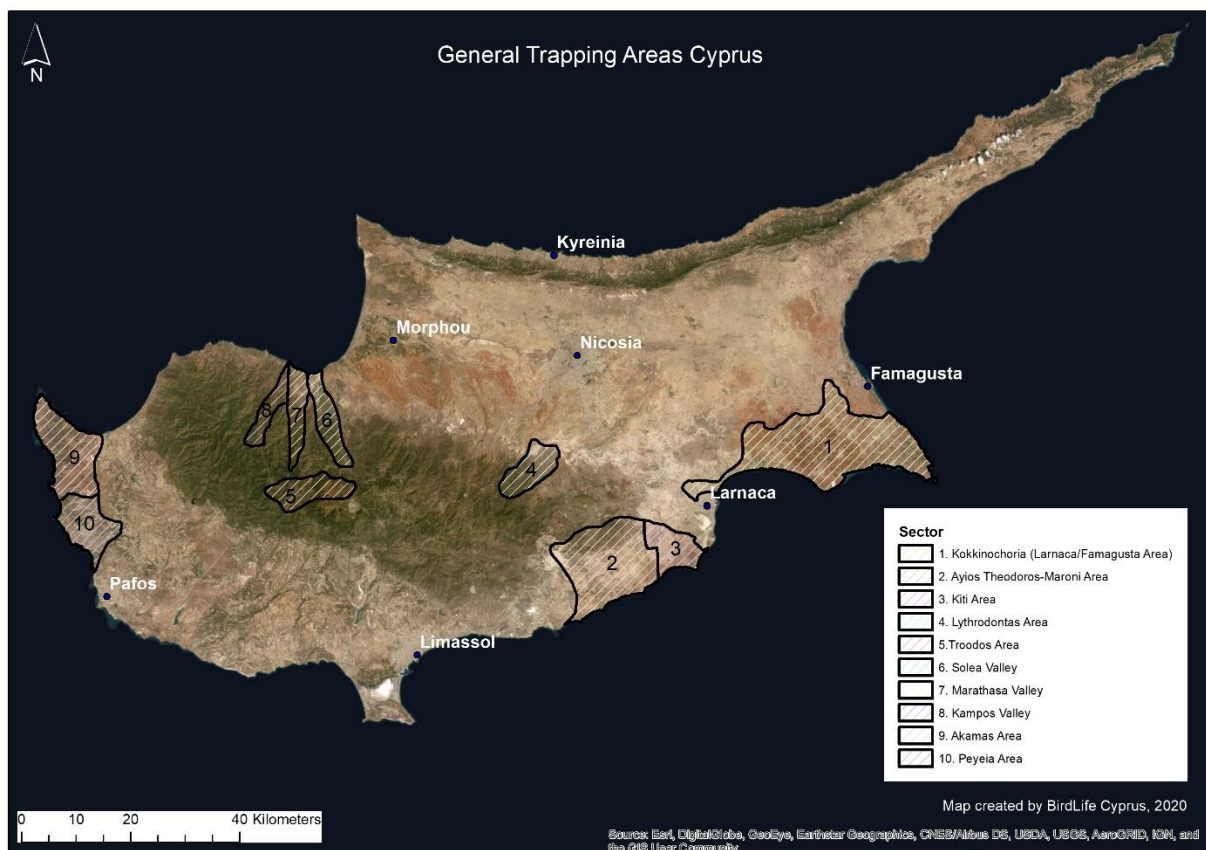 General Trapping Areas Cyprus
N
Kyreinia
Morphou
Nicosia
Famagusta
8
7
6
9
1
4
5
Larnaca
10
2
3
Pafos
Limassol
Sector
1. Kokkinochoria (Larnaca/Famagusta Area)
2. Ayios Theodoros-Maroni Area
3. Kiti Area
4. Lythrodontas Area
5.Troodos Area
6. Solea Valley
7. Marathasa Valley
8. Kampos Valley
9. Akamas Area
10. Peyeia Area
Map created by BirdLife Cyprus, 2020
0 10 20 40 Kilometers
Source: Esri, DigitalGlobe, GeoEye, Earthstar Geographics, CNES/Airbus DS, USDA, USGS, AeroGRID, IGN, and
the GIS User Community